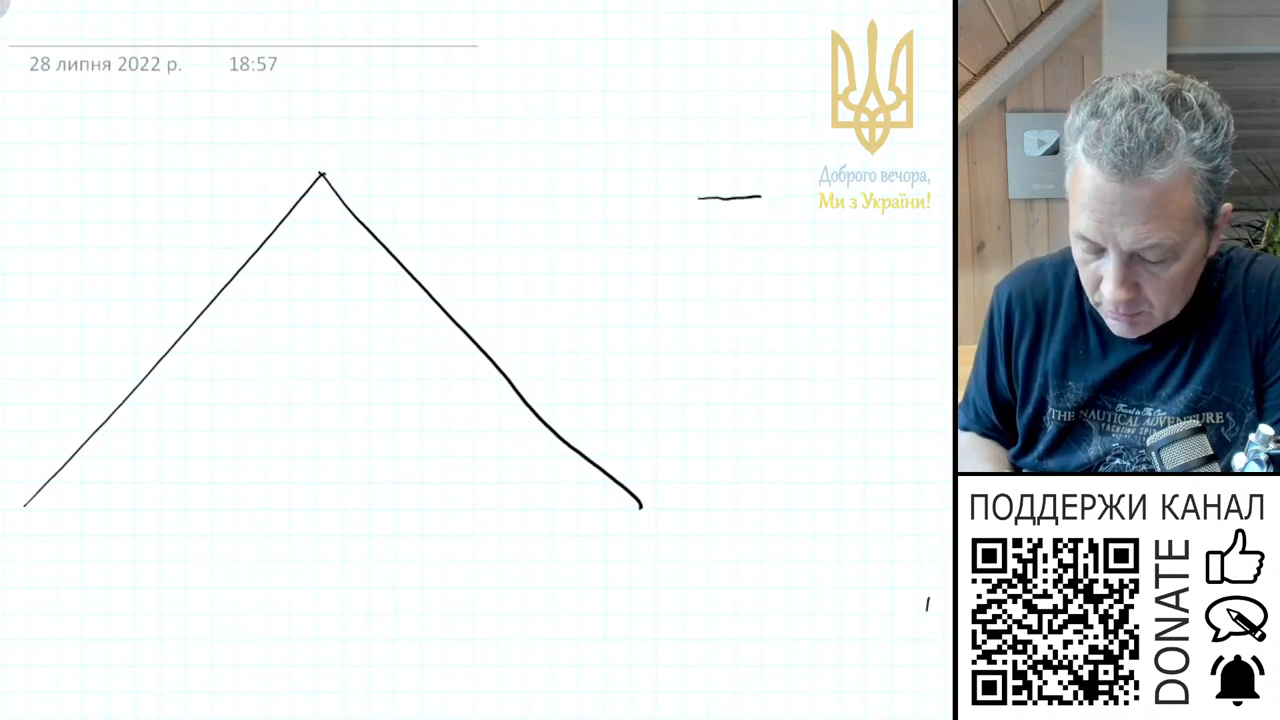 28 липня 2022 р. 18:57
Доброго вечора,
Ми з України!
THE NAUTICAL ADVENTURE
ПОДДЕРЖИ КАНАЛ
DONATE